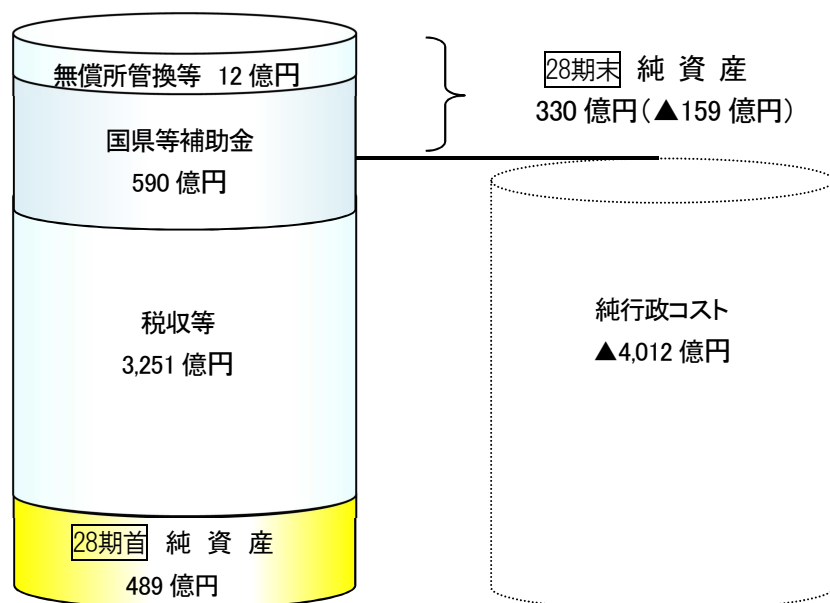 無償所管換等 12 億円
国県等補助金
590 億円
税収等
3,251 億円
28期首 純 資 産
489 億円
28期末 純 資 産
330 億円(▲159 億円)
純行政コスト
▲4,012 億円